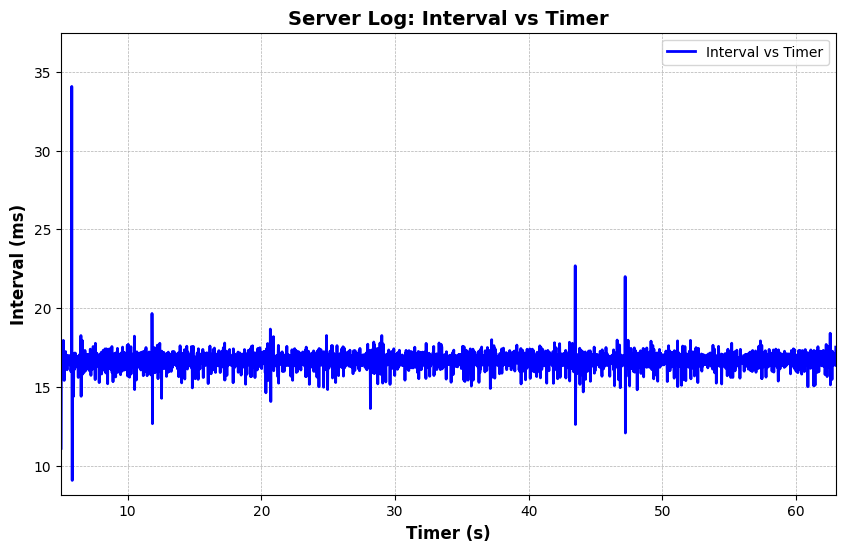 Server Log: Interval vs Timer
Interval vs Timer
Interval (ms)
35
30
25
20
15
10
10 20 30 40 50 60
Timer (s)